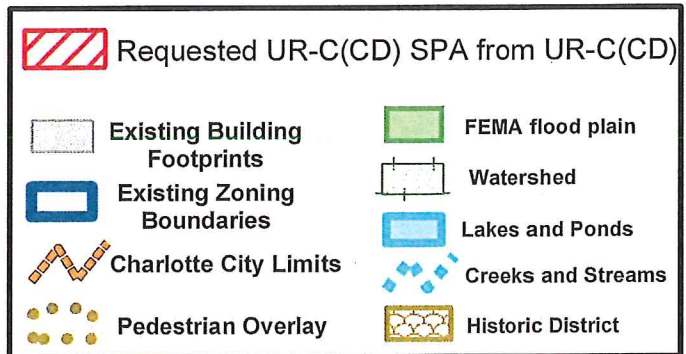 Requested UR-C(CD) SPA from UR-C(CD)
Existing Building
Footprints
Existing Zoning
Boundaries
Charlotte City Limits
Pedestrian Overlay
FEMA flood plain
Watershed
Lakes and Ponds
Creeks and Streams
Historic District